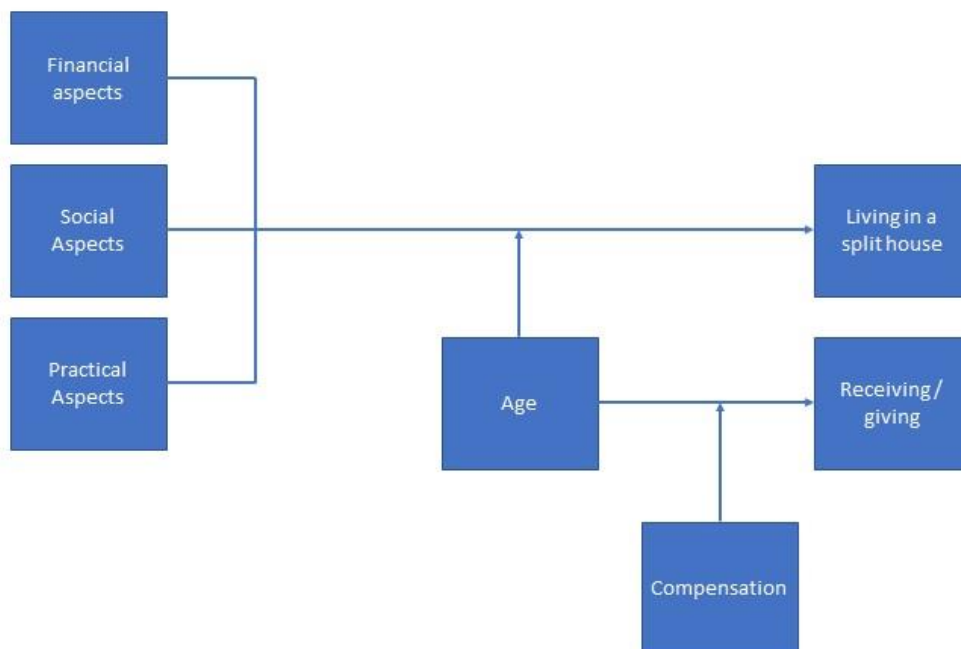 Financial
aspects
Social
Aspects
Living in a
split house
Practical
Aspects
Age
Receiving /
giving
Compensation